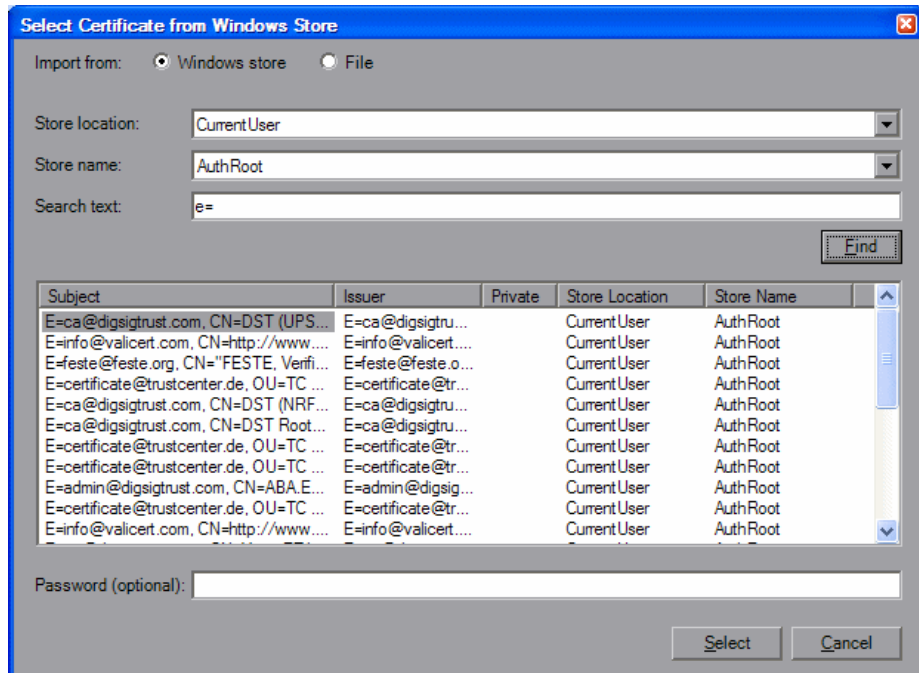 Select Certificate from Windows Store
Import from: Windows store File
Store location: CurrentUser
Store name: AuthRoot
Search text: e=
Find
Subject Issuer Private Store Location Store Name
E=ca@digsigtrust.com, CN=DST (UPS... E=ca@digsigtru... CurrentUser AuthRoot
E=info@valicert.com, CN=http://www.... E=info@valicert.... CurrentUser AuthRoot
E=feste@feste.org, CN="FESTE, Verifi... E=feste@feste.o... CurrentUser AuthRoot
E=certificate@trustcenter.de, OU=TC ... E=certificate@tr... CurrentUser AuthRoot
E=ca@digsigtrust.com, CN=DST (NRF... E=ca@digsigtru... CurrentUser AuthRoot
E=ca@digsigtrust.com, CN=DST Root... E=ca@digsigtru... CurrentUser AuthRoot
E=certificate@trustcenter.de, OU=TC ... E=certificate@tr... CurrentUser AuthRoot
E=certificate@trustcenter.de, OU=TC ... E=certificate@tr... CurrentUser AuthRoot
E=admin@digsigtrust.com, CN=ABA.E... E=admin@digsig... CurrentUser AuthRoot
E=certificate@trustcenter.de, OU=TC ... E=certificate@tr... CurrentUser AuthRoot
E=info@valicert.com, CN=http://www.... E=info@valicert.... CurrentUser AuthRoot
Password (optional):
Select Cancel